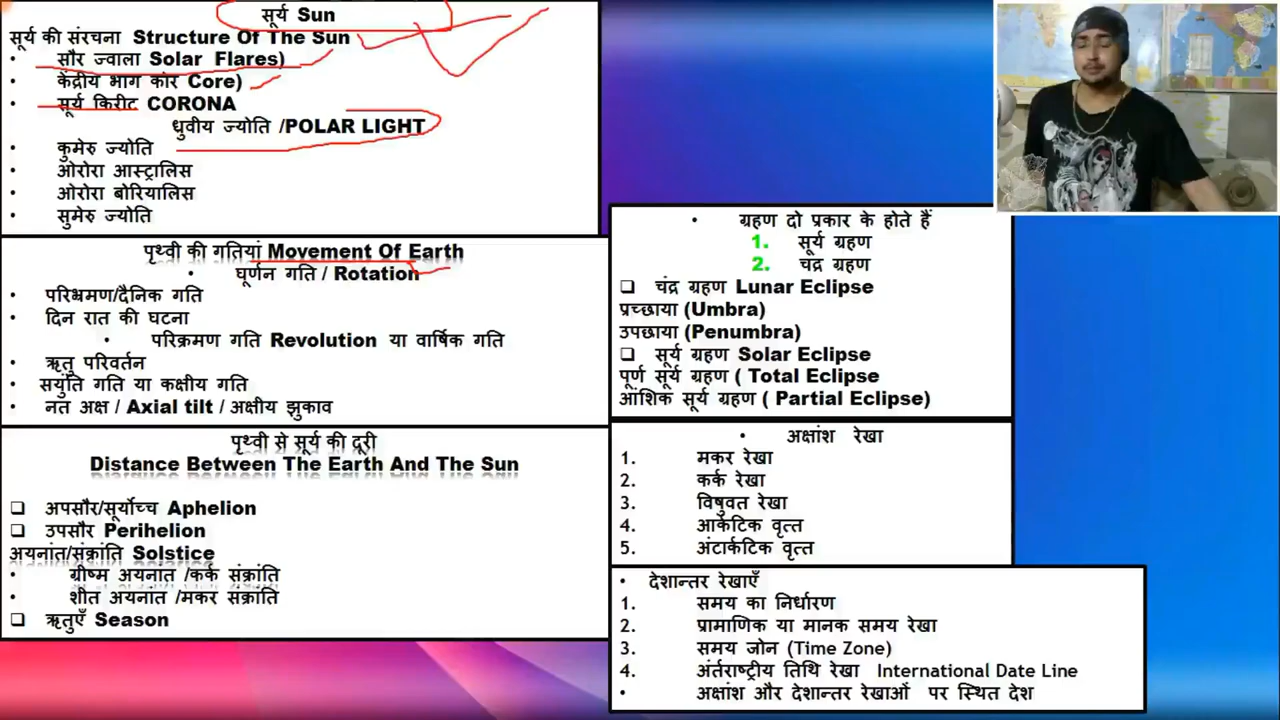 सूर्य Sun
सूर्य की संरचना Structure Of The Sun
• सौर ज्वाला Solar Flares)
• केंद्रीय भाग कोर Core)
• सूर्य किरीट CORONA
धुवीय ज्योति /POLAR LIGHT
• कुमेरु ज्योति
• ओरोरा आस्ट्रालिस
• ओरोरा बोरियालिस
• सुमेरु ज्योति
पृथ्वी की गतियां Movement Of Earth
• घूर्णन गति / Rotation
• परिभ्रमण/दैनिक गति
• दिन रात की घटना
• परिक्रमण गति Revolution या वार्षिक गति
• ऋतु परिवर्तन
• सयुंति गति या कक्षीय गति
• नत अक्ष / Axial tilt / अक्षीय झुकाव
पृथ्वी से सूर्य की दूरी
Distance Between The Earth And The Sun
❑ अपसौर/सूर्योच्च Aphelion
❑ उपसौर Perihelion
अयनांत/संक्रांति Solstice
• ग्रीष्म अयनांत /कर्क संक्रांति
• शीत अयनांत /मकर संक्रांति
❑ ऋतुएँ Season
• ग्रहण दो प्रकार के होते हैं
1. सूर्य ग्रहण
2. चद्र ग्रहण
❑ चंद्र ग्रहण Lunar Eclipse
प्रच्छाया (Umbra)
उपछाया (Penumbra)
❑ सूर्य ग्रहण Solar Eclipse
पूर्ण सूर्य ग्रहण ( Total Eclipse
आंशिक सूर्य ग्रहण ( Partial Eclipse)
• अक्षांश रेखा
1. मकर रेखा
2. कर्क रेखा
3. विषुवत रेखा
4. आर्कटिक वृत्त
5. अंटार्कटिक वृत्त
• देशान्तर रेखाएँ
1. समय का निर्धारण
2. प्रामाणिक या मानक समय रेखा
3. समय जोन (Time Zone)
4. अंर्तराष्ट्रीय तिथि रेखा International Date Line
• अक्षांश और देशान्तर रेखाओं पर स्थित देश